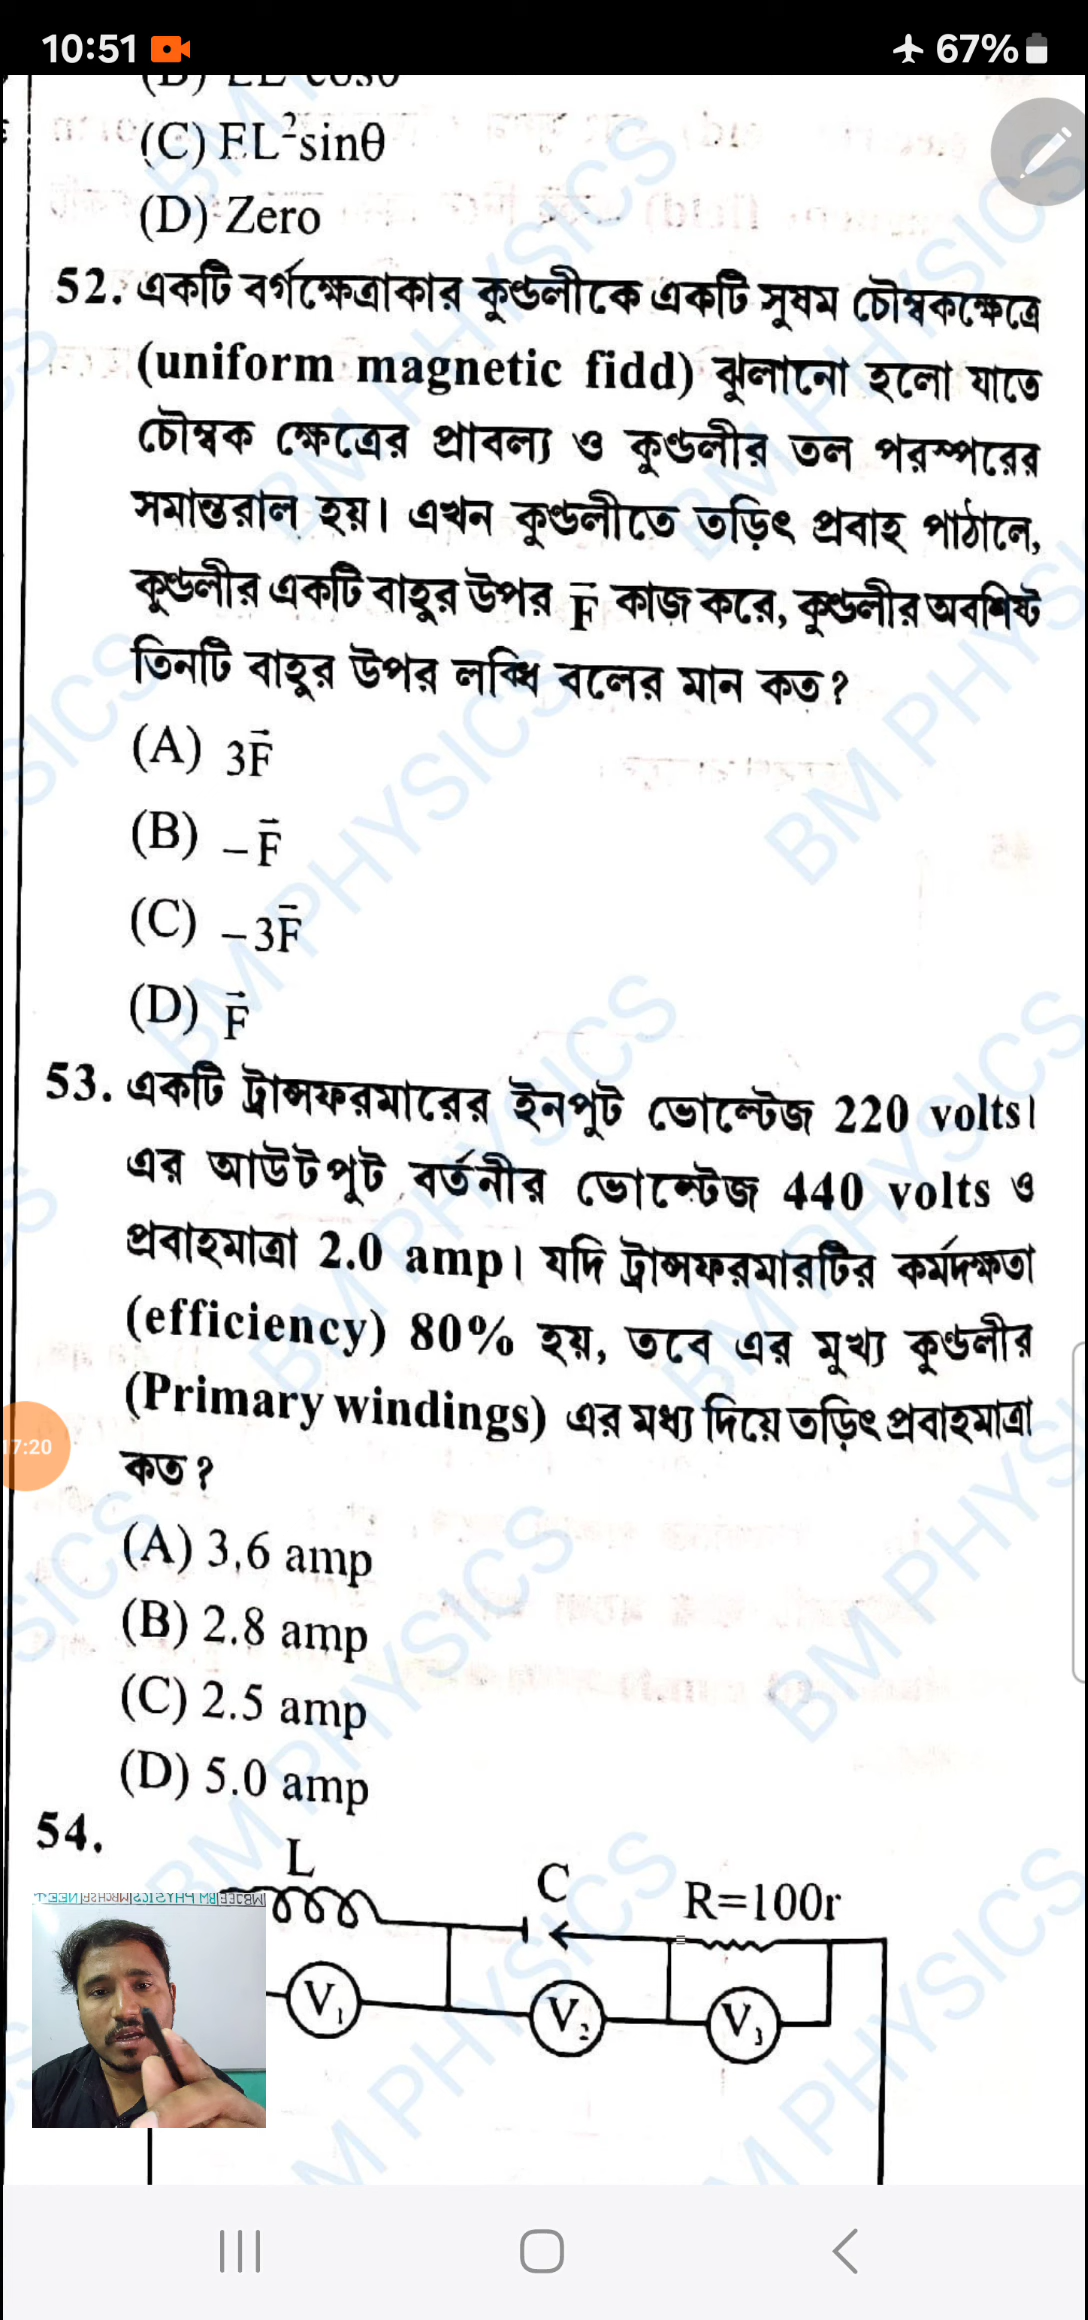 10:51
67%
(C) EL²sinθ
(D) Zero
52. একটি বর্গক্ষেত্রাকার কুণ্ডলীকে একটি সুষম চৌম্বকক্ষেত্রে
(uniform magnetic fidd) ঝুলানো হলো যাতে
চৌম্বক ক্ষেত্রের প্রাবল্য ও কুণ্ডলীর তল পরস্পরের
সমান্তরাল হয়। এখন কুণ্ডলীতে তড়িৎ প্রবাহ পাঠালে,
কুণ্ডলীর একটি বাহুর উপর F⃗ কাজ করে, কুণ্ডলীর অবশিষ্ট
তিনটি বাহুর উপর লব্ধি বলের মান কত?
(A) 3F⃗
(B) –F⃗
(C) –3F⃗
(D) F⃗
53. একটি ট্রান্সফরমারের ইনপুট ভোল্টেজ 220 volts।
এর আউটপুট বর্তনীর ভোল্টেজ 440 volts ও
প্রবাহমাত্রা 2.0 amp। যদি ট্রান্সফরমারটির কর্মদক্ষতা
(efficiency) 80% হয়, তবে এর মুখ্য কুণ্ডলীর
(Primary windings) এর মধ্য দিয়ে তড়িৎ প্রবাহমাত্রা
কত?
(A) 3.6 amp
(B) 2.8 amp
(C) 2.5 amp
(D) 5.0 amp
54.
L
C
R=100r
V₁
V₂
V₃
17:20
BM PHYSICS